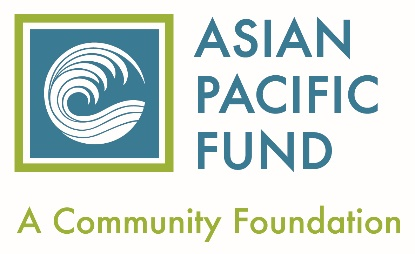 ASIAN
PACIFIC
FUND
A Community Foundation